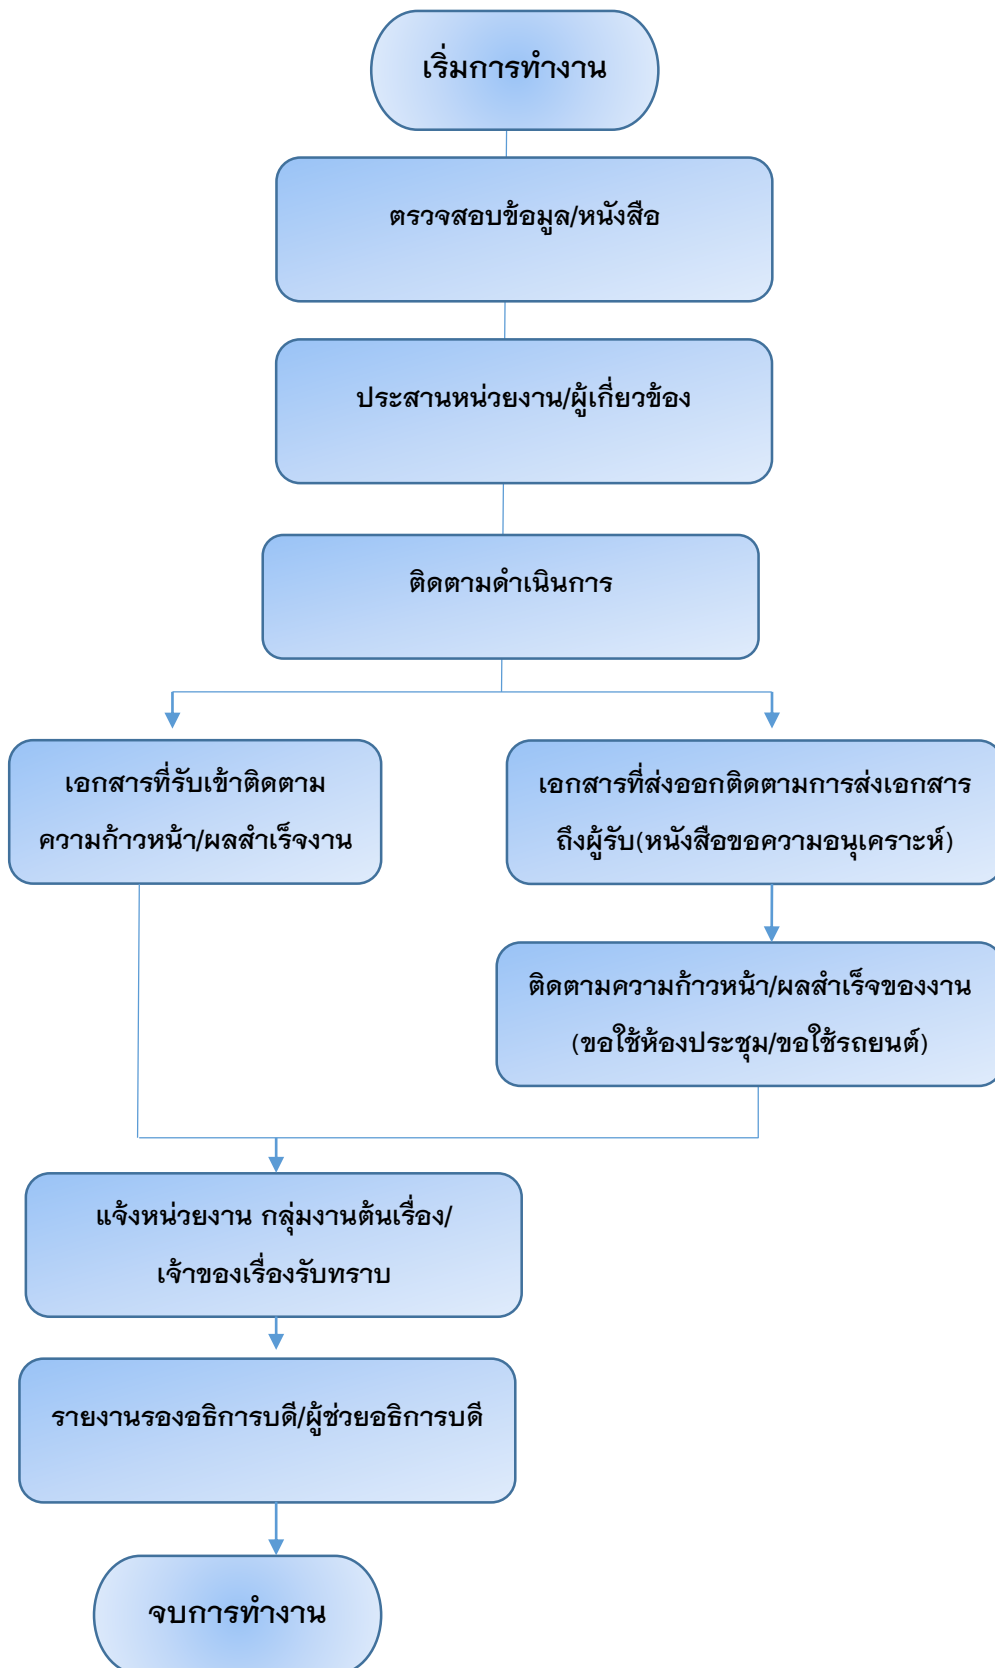 เริ่มการทำงาน
ตรวจสอบข้อมูล/หนังสือ
ประสานหน่วยงาน/ผู้เกี่ยวข้อง
ติดตามดำเนินการ
เอกสารที่รับเข้าติดตาม
ความก้าวหน้า/ผลสำเร็จงาน
เอกสารที่ส่งออกติดตามการส่งเอกสาร
ถึงผู้รับ(หนังสือขอความอนุเคราะห์)
ติดตามความก้าวหน้า/ผลสำเร็จของงาน
(ขอใช้ห้องประชุม/ขอใช้รถยนต์)
แจ้งหน่วยงาน กลุ่มงานต้นเรื่อง/
เจ้าของเรื่องรับทราบ
รายงานรองอธิการบดี/ผู้ช่วยอธิการบดี
จบการทำงาน